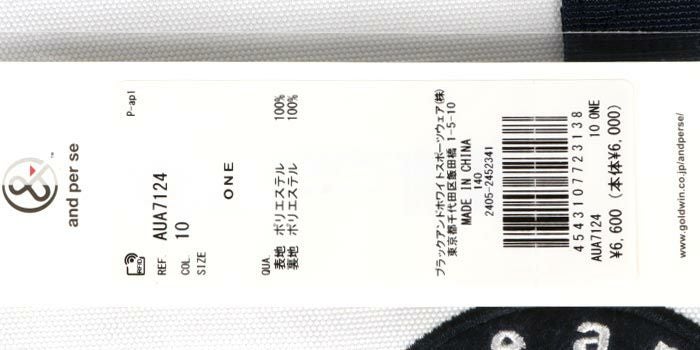 and per se
P-apl
REF. AUA7124
COL. 10
SIZE
ONE
QUA. 表地 ポリエステル 100%
裏地 ポリエステル 100%
ブラックアンドホワイトスポーツウェア(株)
東京都千代田区飯田橋 1-5-10
MADE IN CHINA
140
2405-2452341
4543107723138
AUA7124 10 ONE
¥6,600 (本体¥6,000)
www.goldwin.co.jp/andperse/
e a